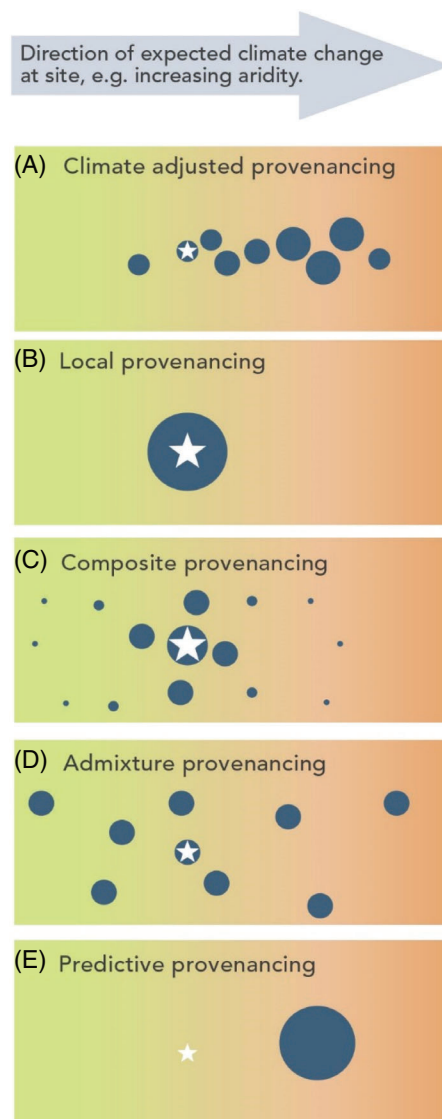 Direction of expected climate change
at site, e.g. increasing aridity.
(A) Climate adjusted provenancing
(B) Local provenancing
(C) Composite provenancing
(D) Admixture provenancing
(E) Predictive provenancing